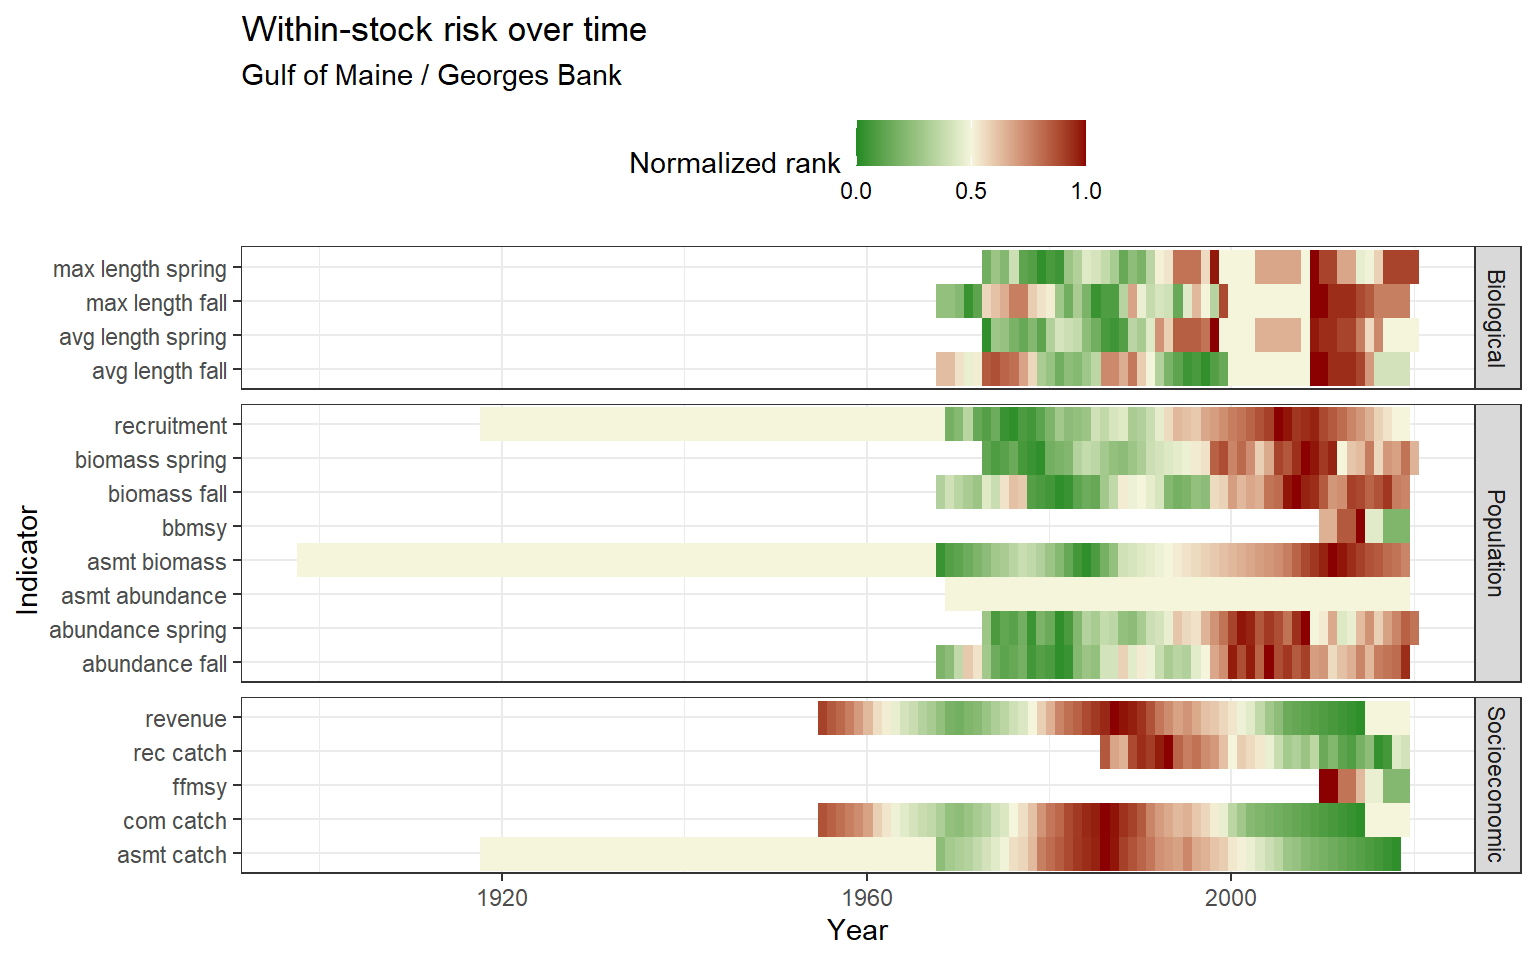 Within-stock risk over time
Gulf of Maine / Georges Bank
Normalized rank
0.0 0.5 1.0
max length spring
max length fall
avg length spring
avg length fall
Biological
recruitment
biomass spring
biomass fall
bbmsy
asmt biomass
asmt abundance
abundance spring
abundance fall
Population
revenue
rec catch
ffmsy
com catch
asmt catch
Socioeconomic
Indicator
1920 1960 2000
Year